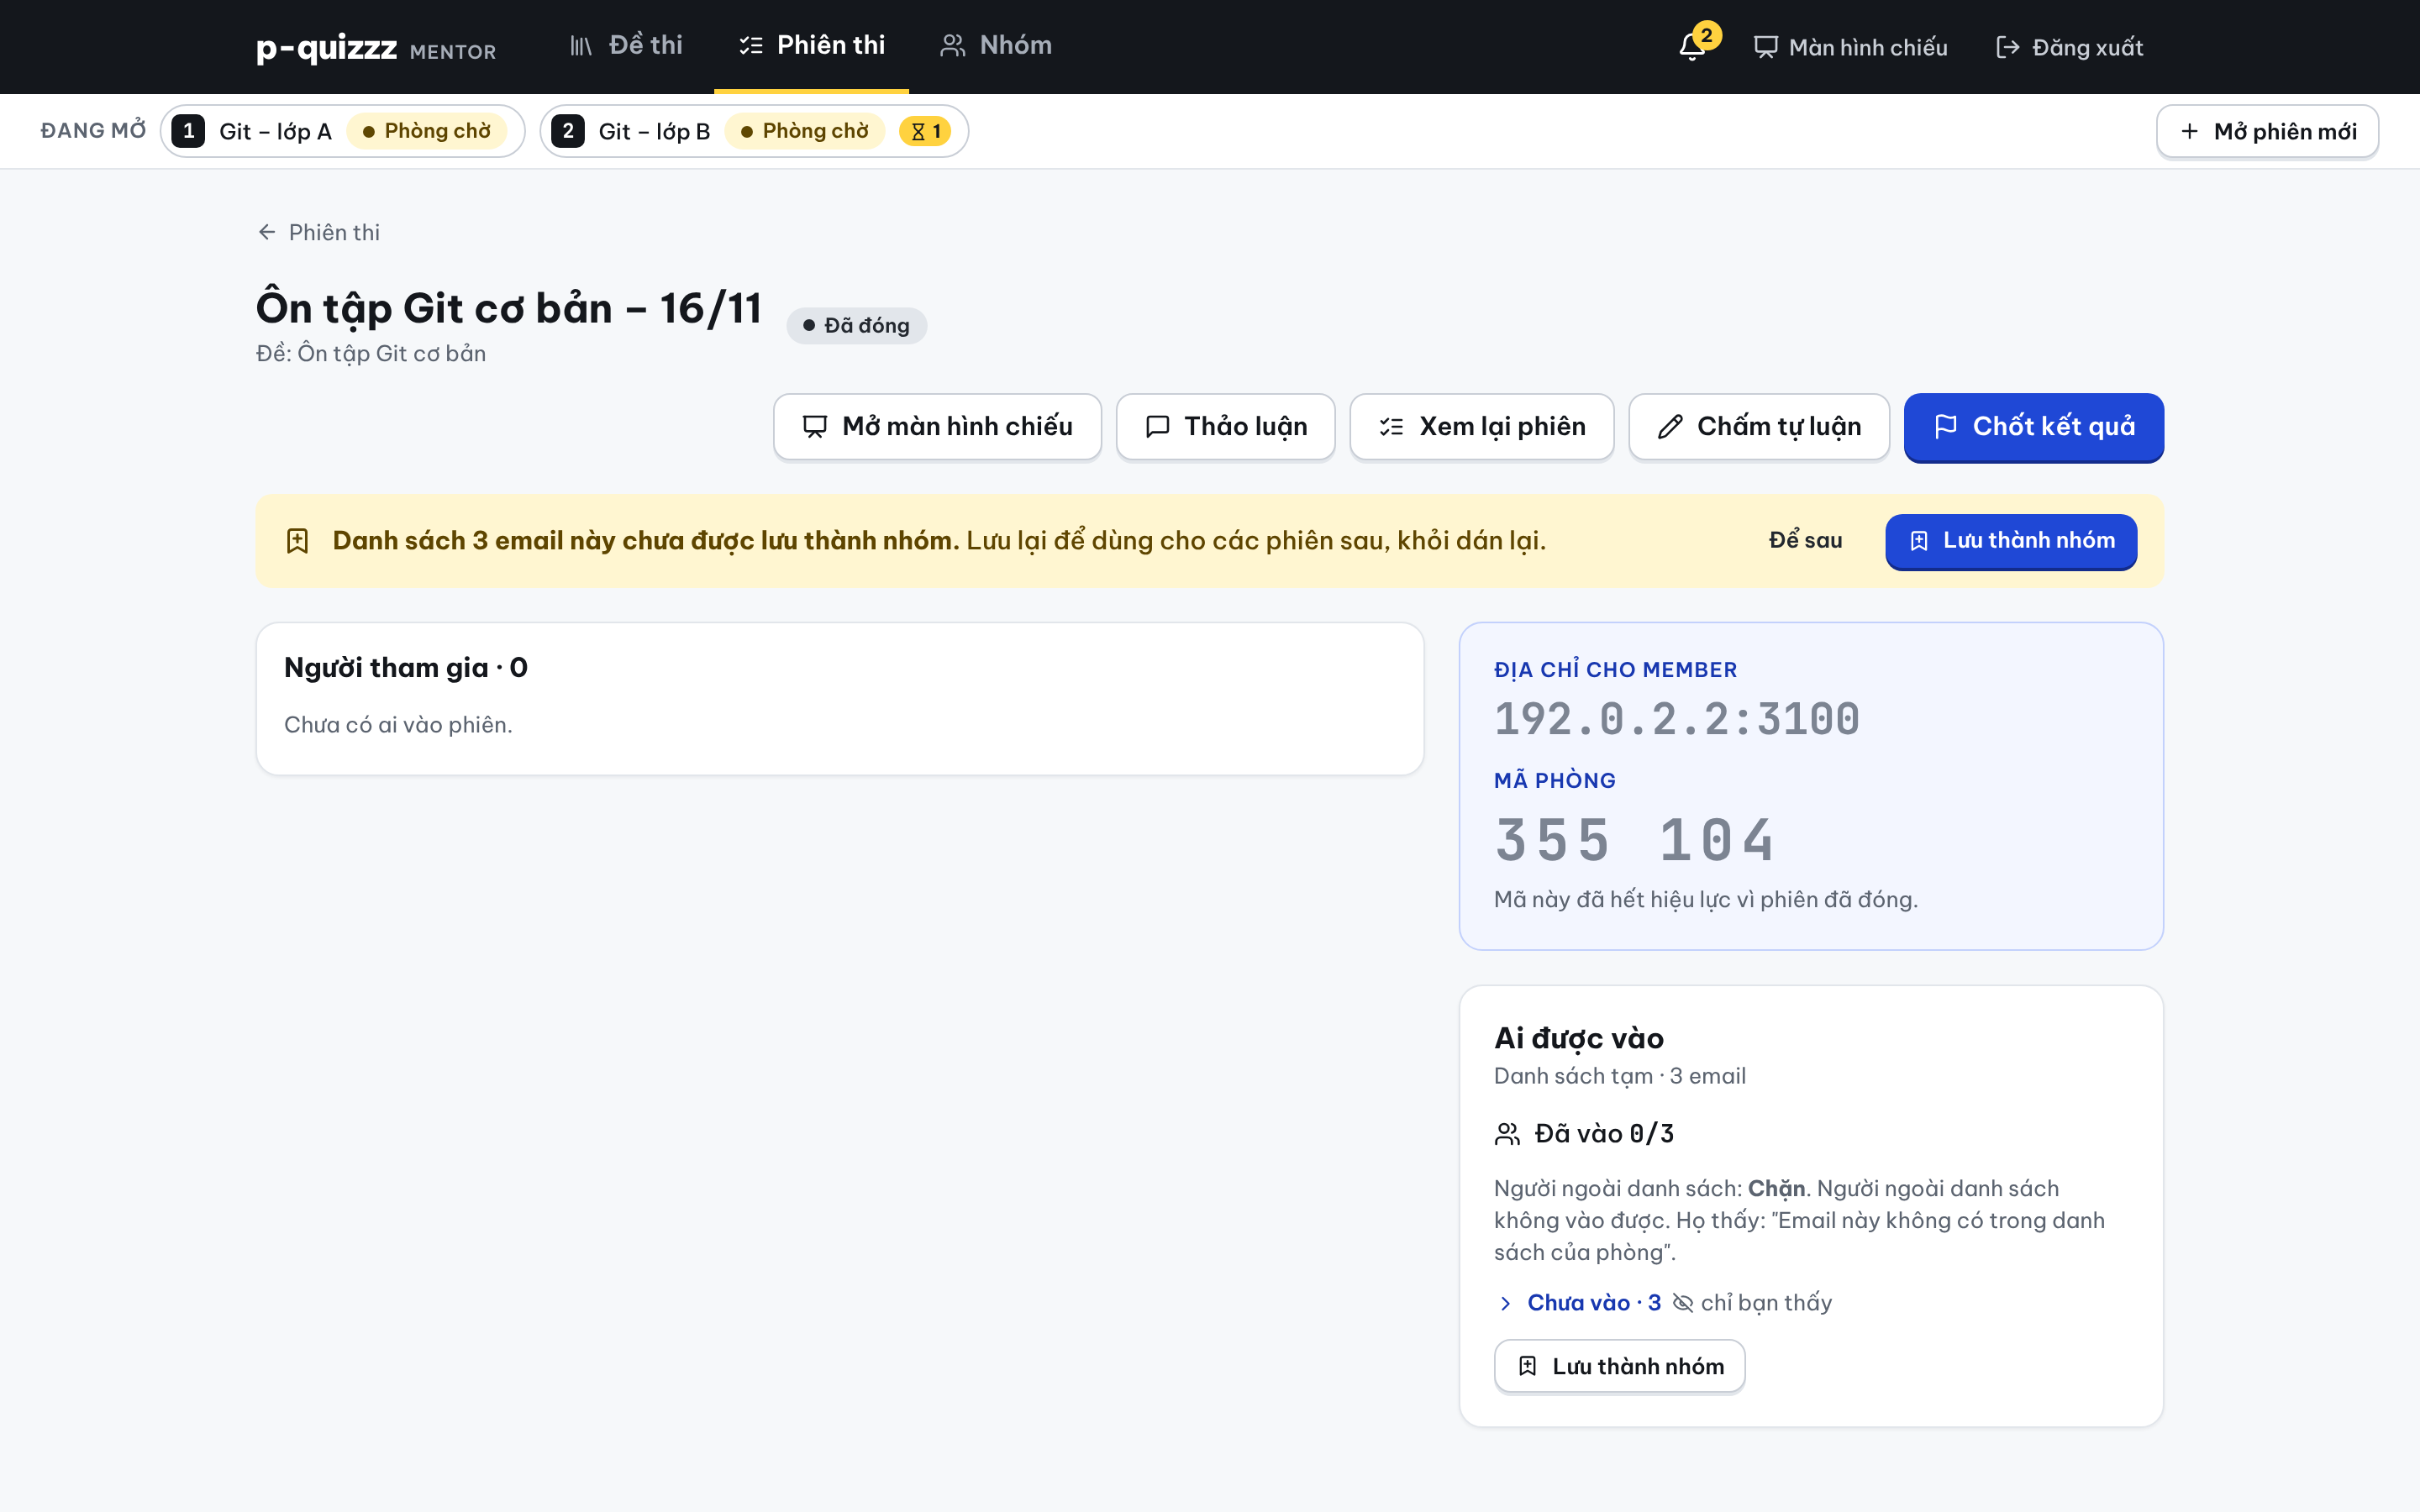 p-quizzz MENTOR
Đề thi
Phiên thi
Nhóm
2
Màn hình chiếu
Đăng xuất
ĐANG MỞ
1 Git – lớp A
Phòng chờ
2 Git – lớp B
Phòng chờ
1
Mở phiên mới
Phiên thi
Ôn tập Git cơ bản – 16/11
Đã đóng
Đề: Ôn tập Git cơ bản
Mở màn hình chiếu
Thảo luận
Xem lại phiên
Chấm tự luận
Chốt kết quả
Danh sách 3 email này chưa được lưu thành nhóm. Lưu lại để dùng cho các phiên sau, khỏi dán lại.
Để sau
Lưu thành nhóm
Người tham gia · 0
Chưa có ai vào phiên.
ĐỊA CHỈ CHO MEMBER
192.0.2.2:3100
MÃ PHÒNG
355 104
Mã này đã hết hiệu lực vì phiên đã đóng.
Ai được vào
Danh sách tạm · 3 email
Đã vào 0/3
Người ngoài danh sách: Chặn. Người ngoài danh sách
không vào được. Họ thấy: "Email này không có trong danh
sách của phòng".
Chưa vào · 3 chỉ bạn thấy
Lưu thành nhóm